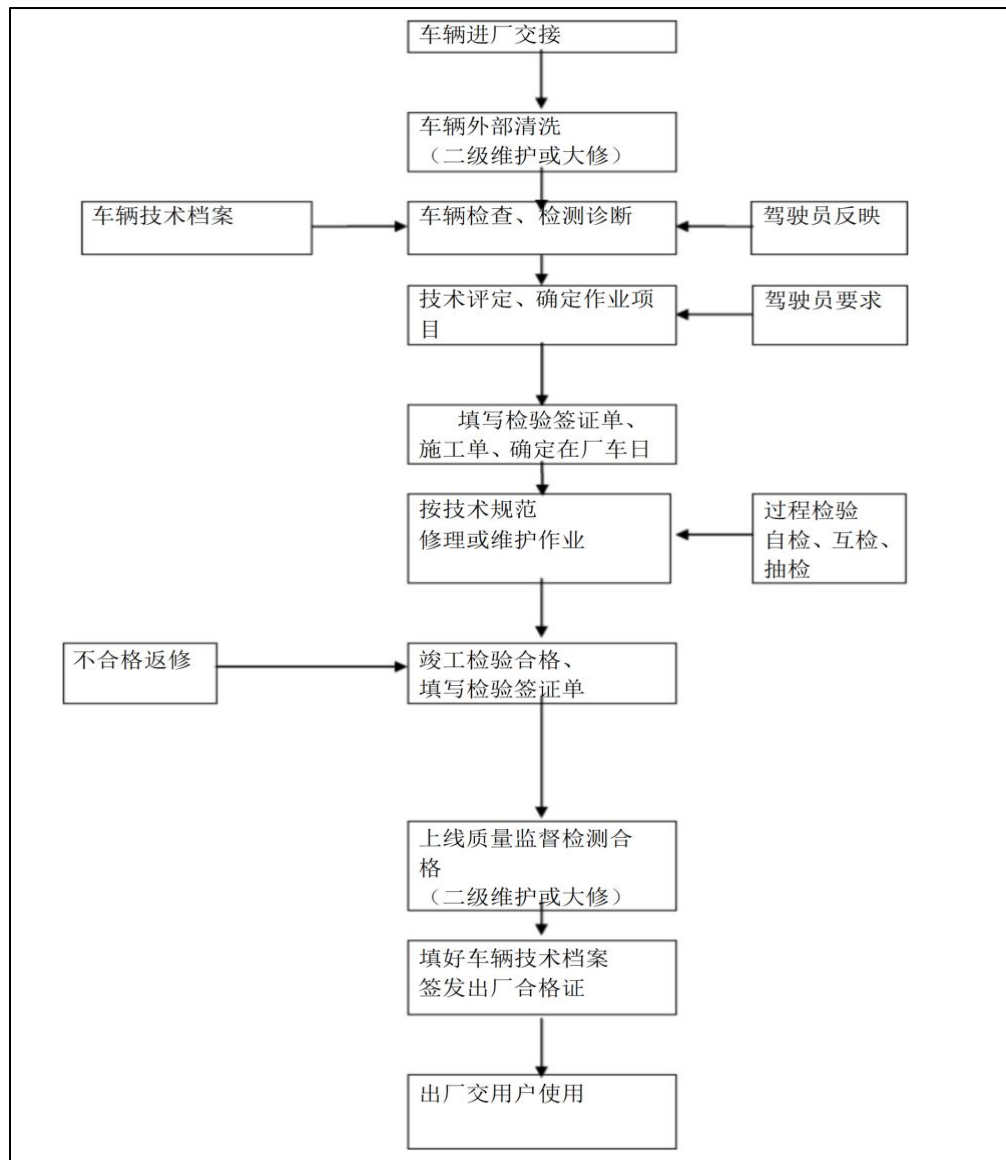 车辆进厂交接
车辆外部清洗
（二级维护或大修）
车辆技术档案
车辆检查、检测诊断
驾驶员反映
技术评定、确定作业项
目
驾驶员要求
填写检验签证单、
施工单、确定在厂车日
按技术规范
修理或维护作业
过程检验
自检、互检、
抽检
不合格返修
竣工检验合格、
填写检验签证单
上线质量监督检测合
格
（二级维护或大修）
填好车辆技术档案
签发出厂合格证
出厂交用户使用